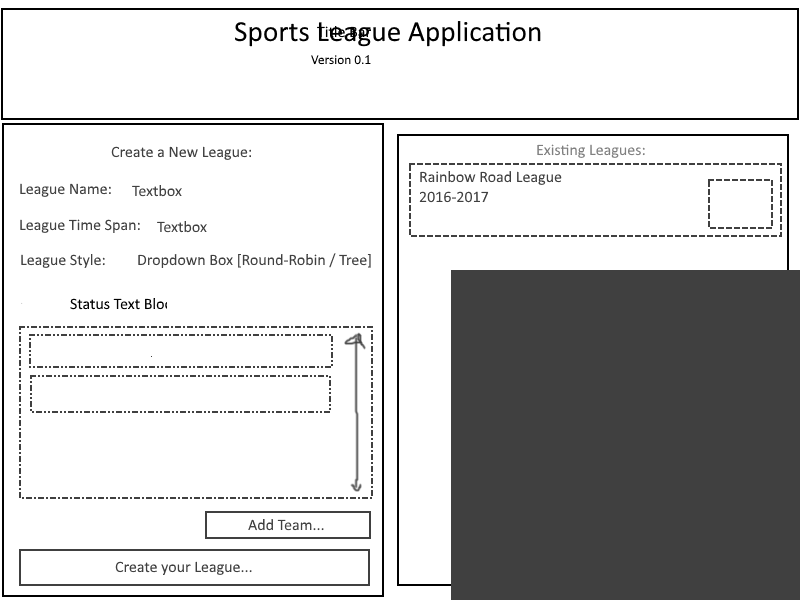 Sports League Application
Title Bar
Version 0.1
Create a New League:
League Name: Textbox
League Time Span: Textbox
League Style: Dropdown Box [Round-Robin / Tree]
Status Text
Add Team...
Create your League...
Existing Leagues:
Rainbow Road League
2016-2017